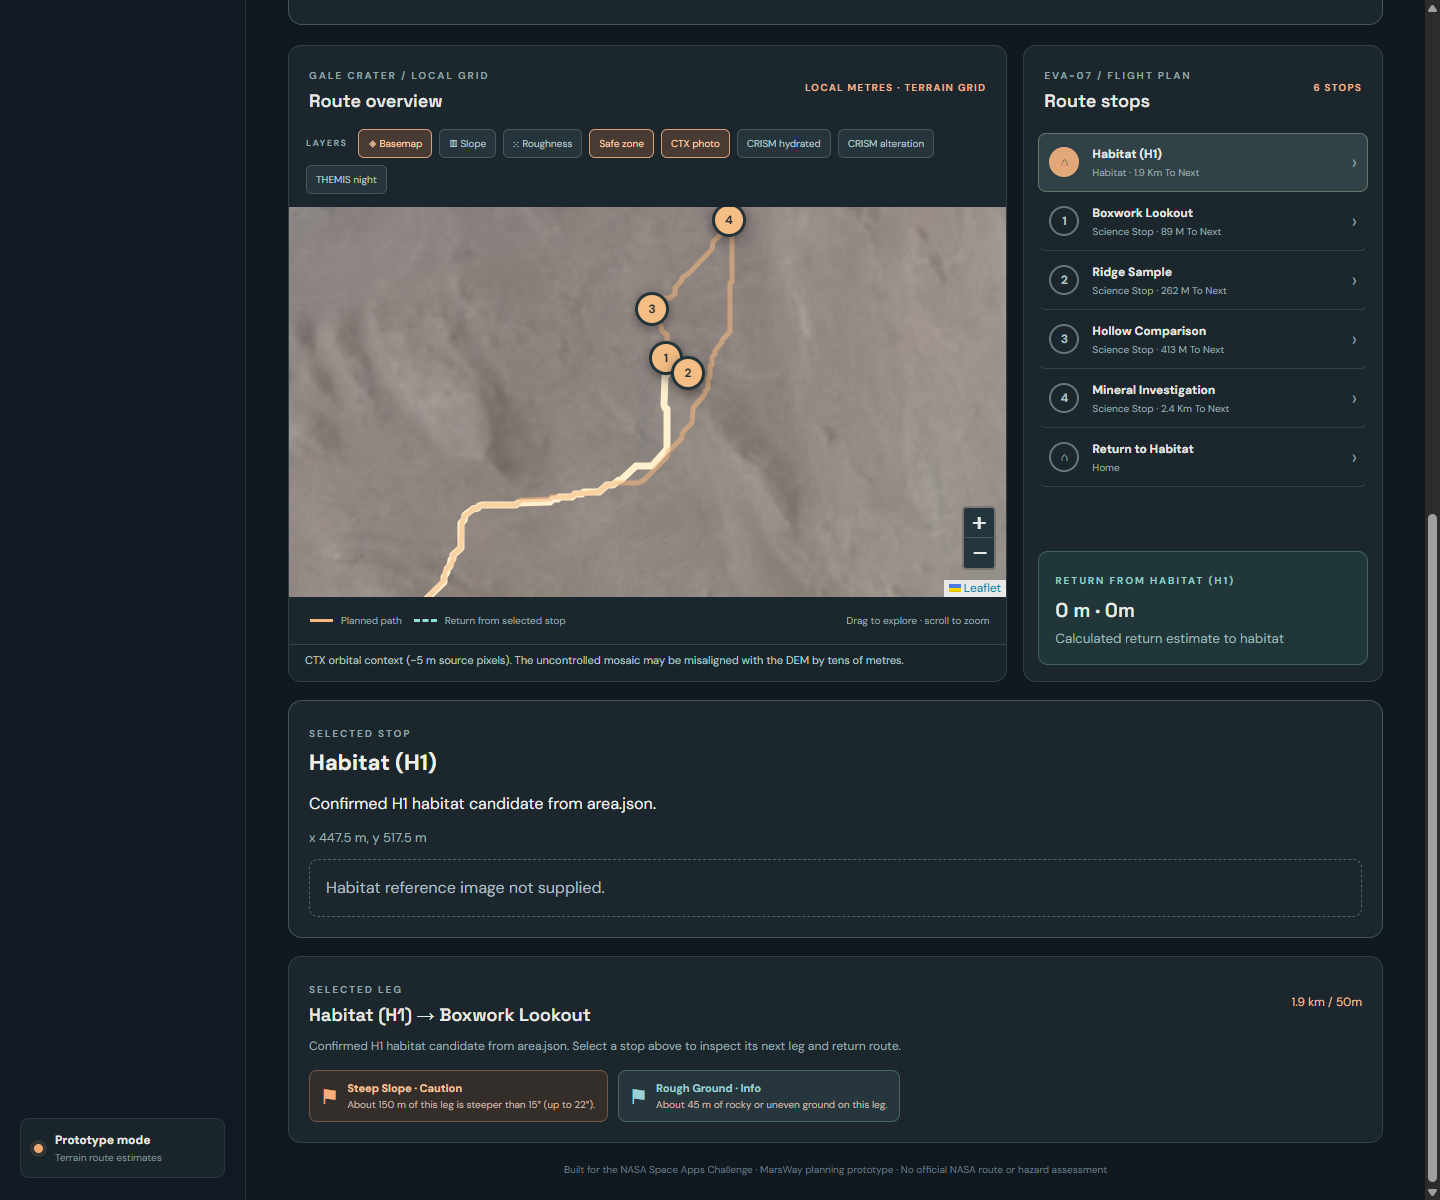 GALE CRATER / LOCAL GRID
Route overview
LOCAL METRES · TERRAIN GRID
LAYERS
Basemap
Slope
Roughness
Safe zone
CTX photo
CRISM hydrated
CRISM alteration
THEMIS night
4
3
1
2
+
−
Leaflet
Planned path
Return from selected stop
Drag to explore · scroll to zoom
CTX orbital context (~5 m source pixels). The uncontrolled mosaic may be misaligned with the DEM by tens of metres.
EVA-07 / FLIGHT PLAN
Route stops
6 STOPS
Habitat (H1)
Habitat · 1.9 Km To Next
1
Boxwork Lookout
Science Stop · 89 M To Next
2
Ridge Sample
Science Stop · 262 M To Next
3
Hollow Comparison
Science Stop · 413 M To Next
4
Mineral Investigation
Science Stop · 2.4 Km To Next
Return to Habitat
Home
RETURN FROM HABITAT (H1)
0 m · 0m
Calculated return estimate to habitat
SELECTED STOP
Habitat (H1)
Confirmed H1 habitat candidate from area.json.
x 447.5 m, y 517.5 m
Habitat reference image not supplied.
SELECTED LEG
Habitat (H1) → Boxwork Lookout
1.9 km / 50m
Confirmed H1 habitat candidate from area.json. Select a stop above to inspect its next leg and return route.
Steep Slope · Caution
About 150 m of this leg is steeper than 15° (up to 22°).
Rough Ground · Info
About 45 m of rocky or uneven ground on this leg.
Prototype mode
Terrain route estimates
Built for the NASA Space Apps Challenge · MarsWay planning prototype · No official NASA route or hazard assessment